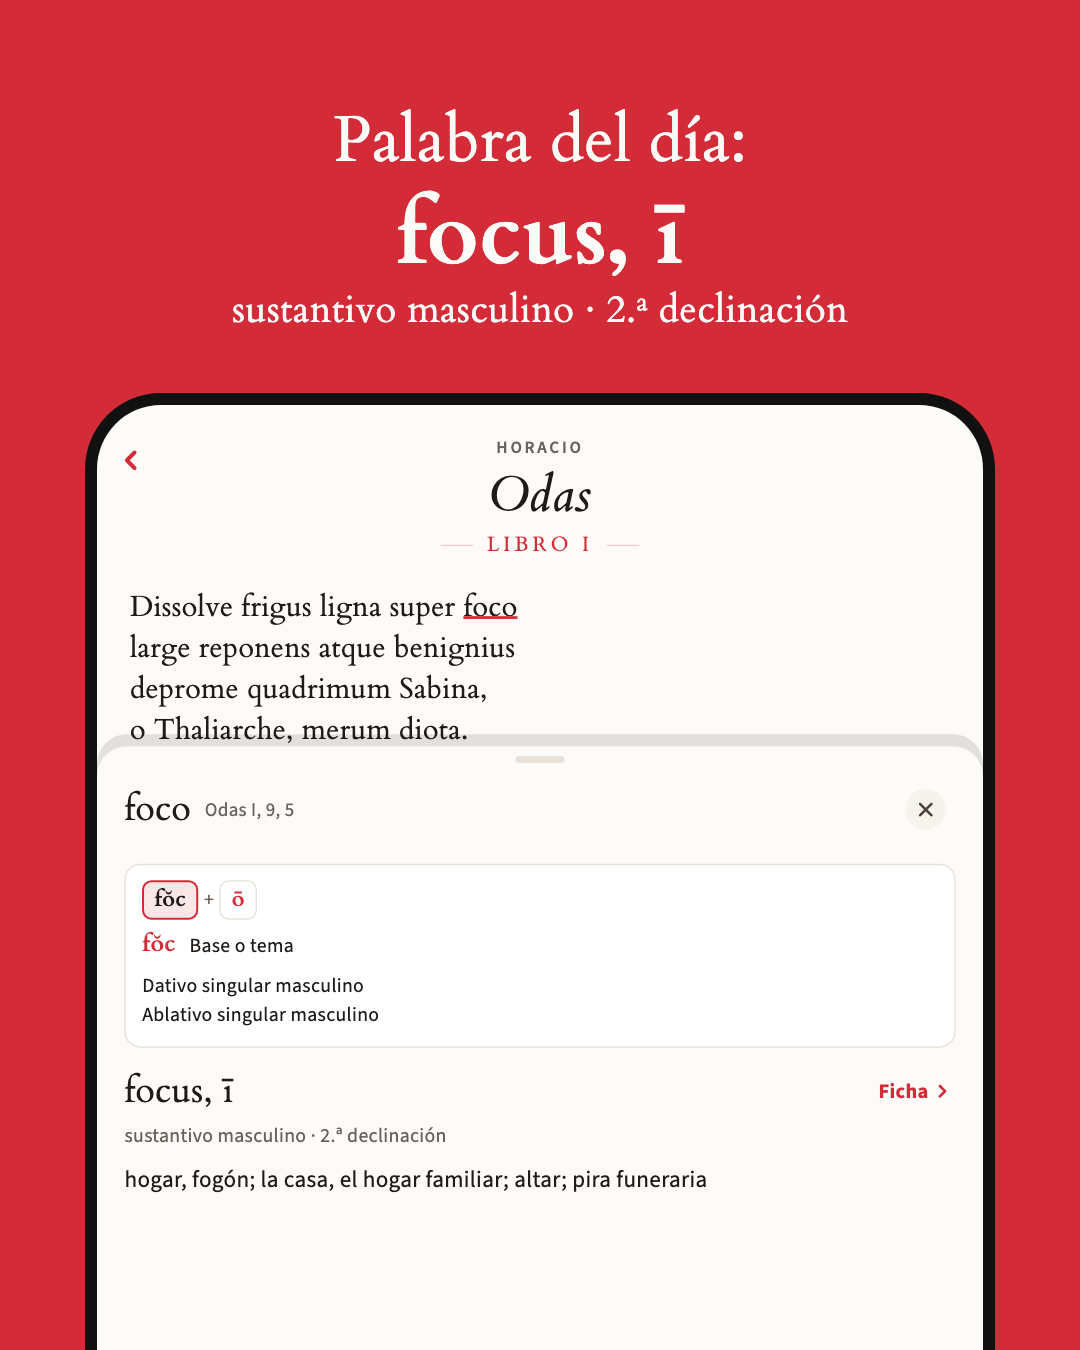 Palabra del día:
focus, ī
sustantivo masculino · 2.ª declinación
HORACIO
Odas
LIBRO I
Dissolve frigus ligna super foco
large reponens atque benignius
deprome quadrimum Sabina,
o Thaliarche, merum diota.
foco Odas I, 9, 5
fŏc + ō
fŏc Base o tema
Dativo singular masculino
Ablativo singular masculino
focus, ī Ficha
sustantivo masculino · 2.ª declinación
hogar, fogón; la casa, el hogar familiar; altar; pira funeraria